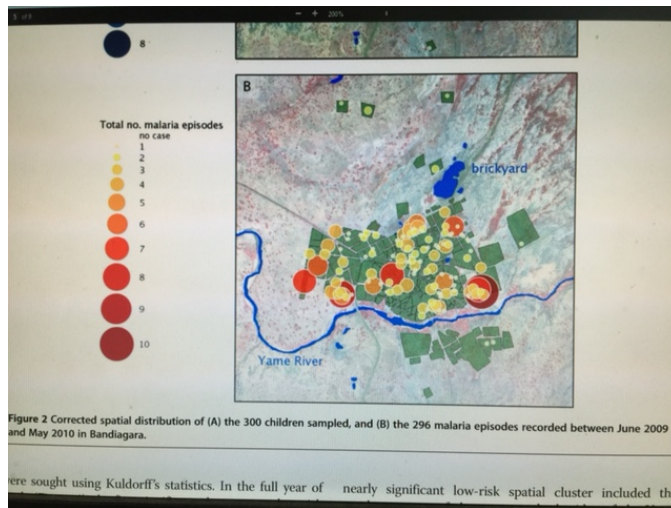 200%
8
B
Total no. malaria episodes
no case
1
2
3
4
5
6
7
8
9
10
brickyard
Yame River
Figure 2 Corrected spatial distribution of (A) the 300 children sampled, and (B) the 296 malaria episodes recorded between June 2009
and May 2010 in Bandiagara.
were sought using Kuldorff's statistics. In the full year of
nearly significant low-risk spatial cluster included th